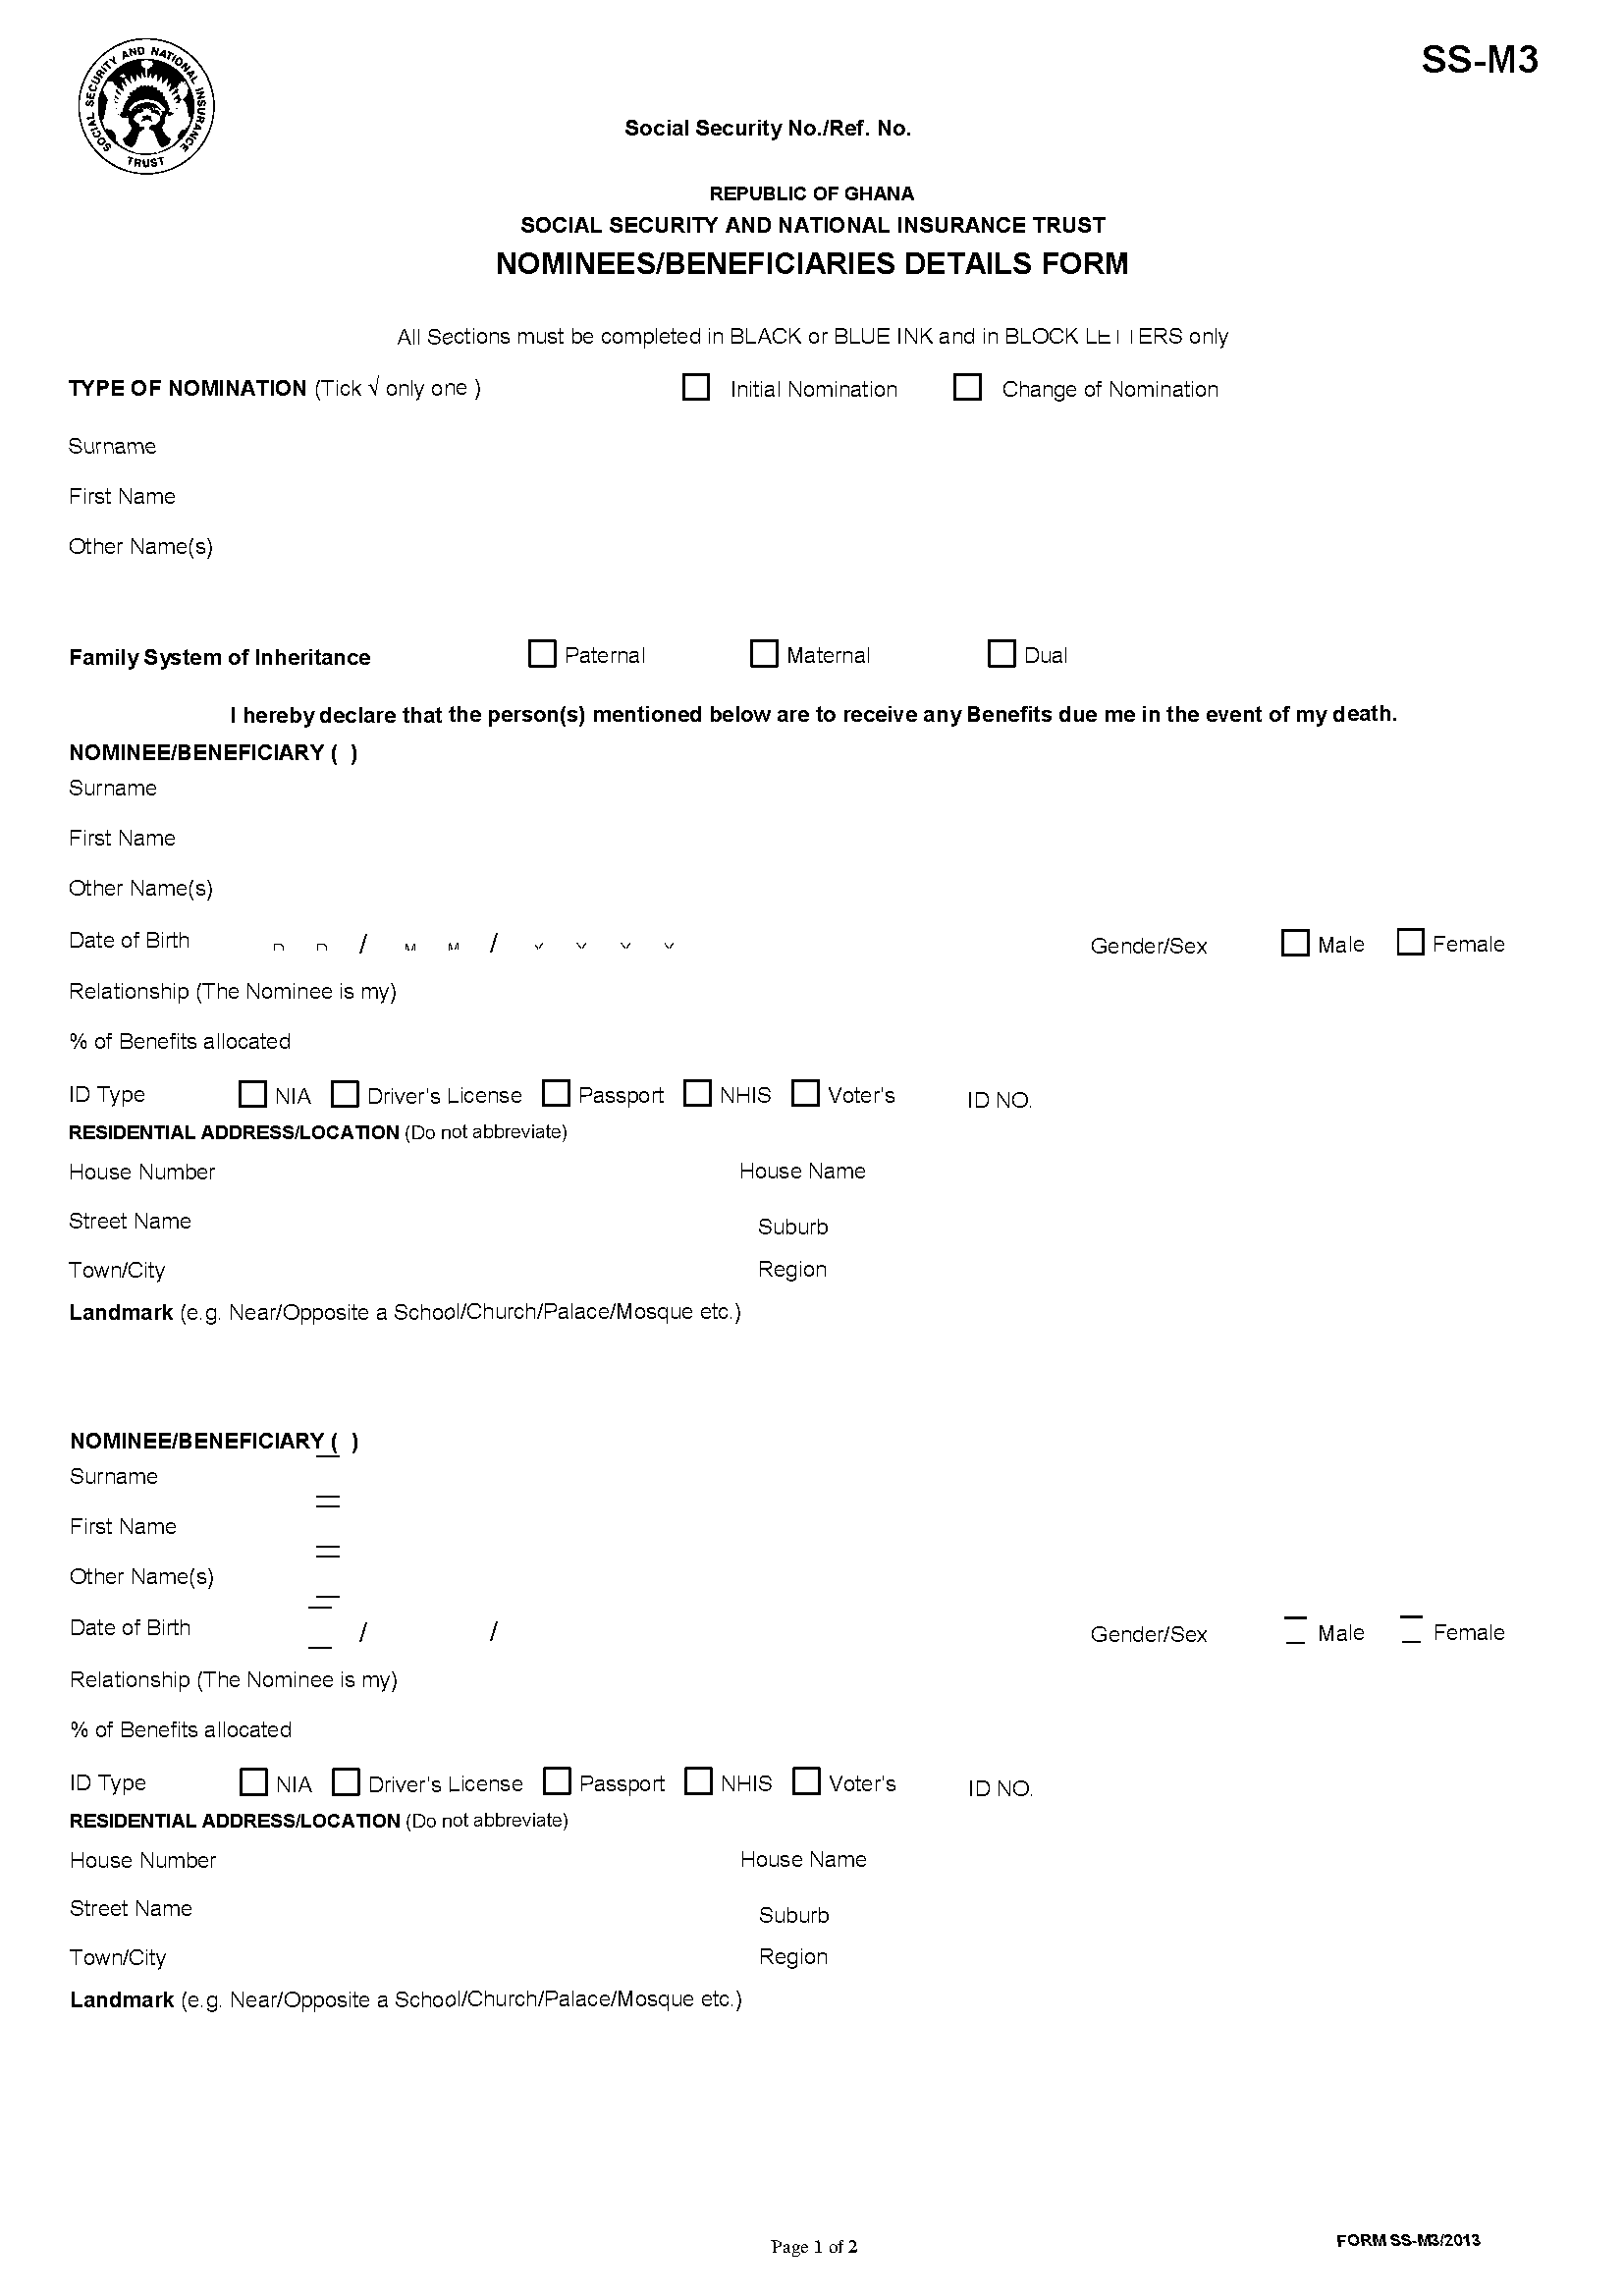 SOCIAL SECURITY AND NATIONAL INSURANCE TRUST
SS-M3
Social Security No./Ref. No.
REPUBLIC OF GHANA
SOCIAL SECURITY AND NATIONAL INSURANCE TRUST
NOMINEES/BENEFICIARIES DETAILS FORM
All Sections must be completed in BLACK or BLUE INK and in BLOCK LETTERS only
TYPE OF NOMINATION (Tick √ only one ) Initial Nomination Change of Nomination
Surname
First Name
Other Name(s)
Family System of Inheritance Paternal Maternal Dual
I hereby declare that the person(s) mentioned below are to receive any Benefits due me in the event of my death.
NOMINEE/BENEFICIARY ( )
Surname
First Name
Other Name(s)
Date of Birth D D / M M / Y Y Y Y Gender/Sex Male Female
Relationship (The Nominee is my)
% of Benefits allocated
ID Type NIA Driver's License Passport NHIS Voter's ID NO.
RESIDENTIAL ADDRESS/LOCATION (Do not abbreviate)
House Number House Name
Street Name Suburb
Town/City Region
Landmark (e.g. Near/Opposite a School/Church/Palace/Mosque etc.)
NOMINEE/BENEFICIARY ( )
Surname
First Name
Other Name(s)
Date of Birth / / Gender/Sex Male Female
Relationship (The Nominee is my)
% of Benefits allocated
ID Type NIA Driver's License Passport NHIS Voter's ID NO.
RESIDENTIAL ADDRESS/LOCATION (Do not abbreviate)
House Number House Name
Street Name Suburb
Town/City Region
Landmark (e.g. Near/Opposite a School/Church/Palace/Mosque etc.)
Page 1 of 2
FORM SS-M3/2013